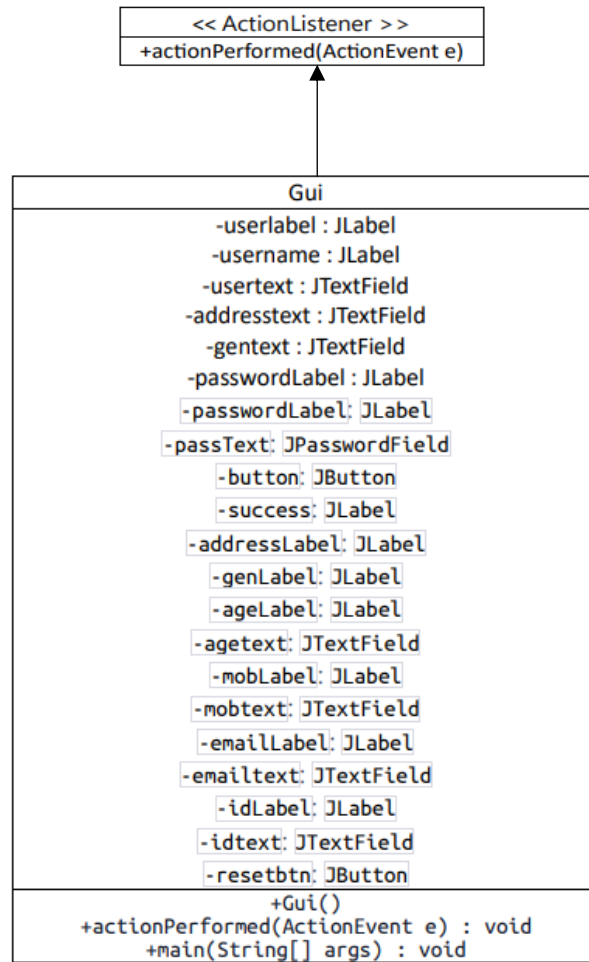 << ActionListener >>
+actionPerformed(ActionEvent e)
Gui
-userlabel : JLabel
-username : JLabel
-usertext : JTextField
-addresstext : JTextField
-gentext : JTextField
-passwordLabel : JLabel
-passwordLabel: JLabel
-passText: JPasswordField
-button: JButton
-success: JLabel
-addressLabel: JLabel
-genLabel: JLabel
-ageLabel: JLabel
-agetext: JTextField
-mobLabel: JLabel
-mobtext: JTextField
-emailLabel: JLabel
-emailtext: JTextField
-idLabel: JLabel
-idtext: JTextField
-resetbtn: JButton
+Gui()
+actionPerformed(ActionEvent e) : void
+main(String[] args) : void